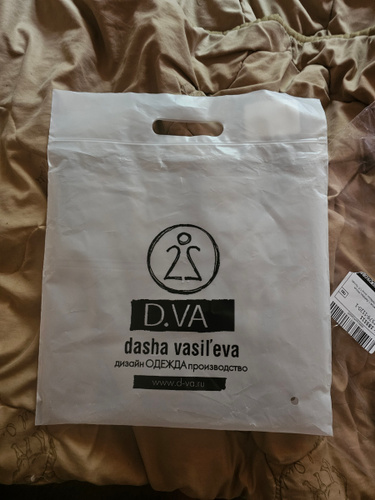 D.VA
dasha vasil'eva
дизайн ОДЕЖДА производство
www.d-va.ru